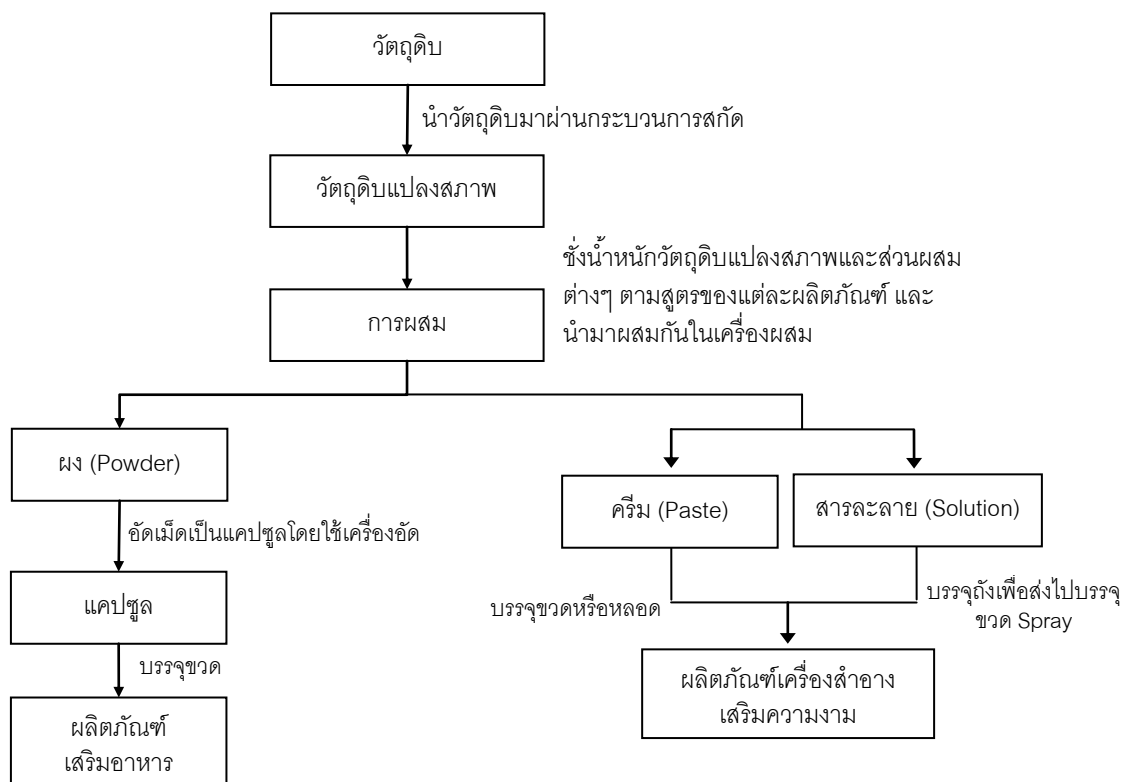 วัตถุดิบ
นำวัตถุดิบมาผ่านกระบวนการสกัด
วัตถุดิบแปลงสภาพ
ชั่งน้ำหนักวัตถุดิบแปลงสภาพและส่วนผสม
ต่างๆ ตามสูตรของแต่ละผลิตภัณฑ์ และ
นำมาผสมกันในเครื่องผสม
การผสม
ผง (Powder)
อัดเม็ดเป็นแคปซูลโดยใช้เครื่องอัด
แคปซูล
บรรจุขวด
ผลิตภัณฑ์
เสริมอาหาร
ครีม (Paste)
สารละลาย (Solution)
บรรจุขวดหรือหลอด
บรรจุถังเพื่อส่งไปบรรจุ
ขวด Spray
ผลิตภัณฑ์เครื่องสำอาง
เสริมความงาม